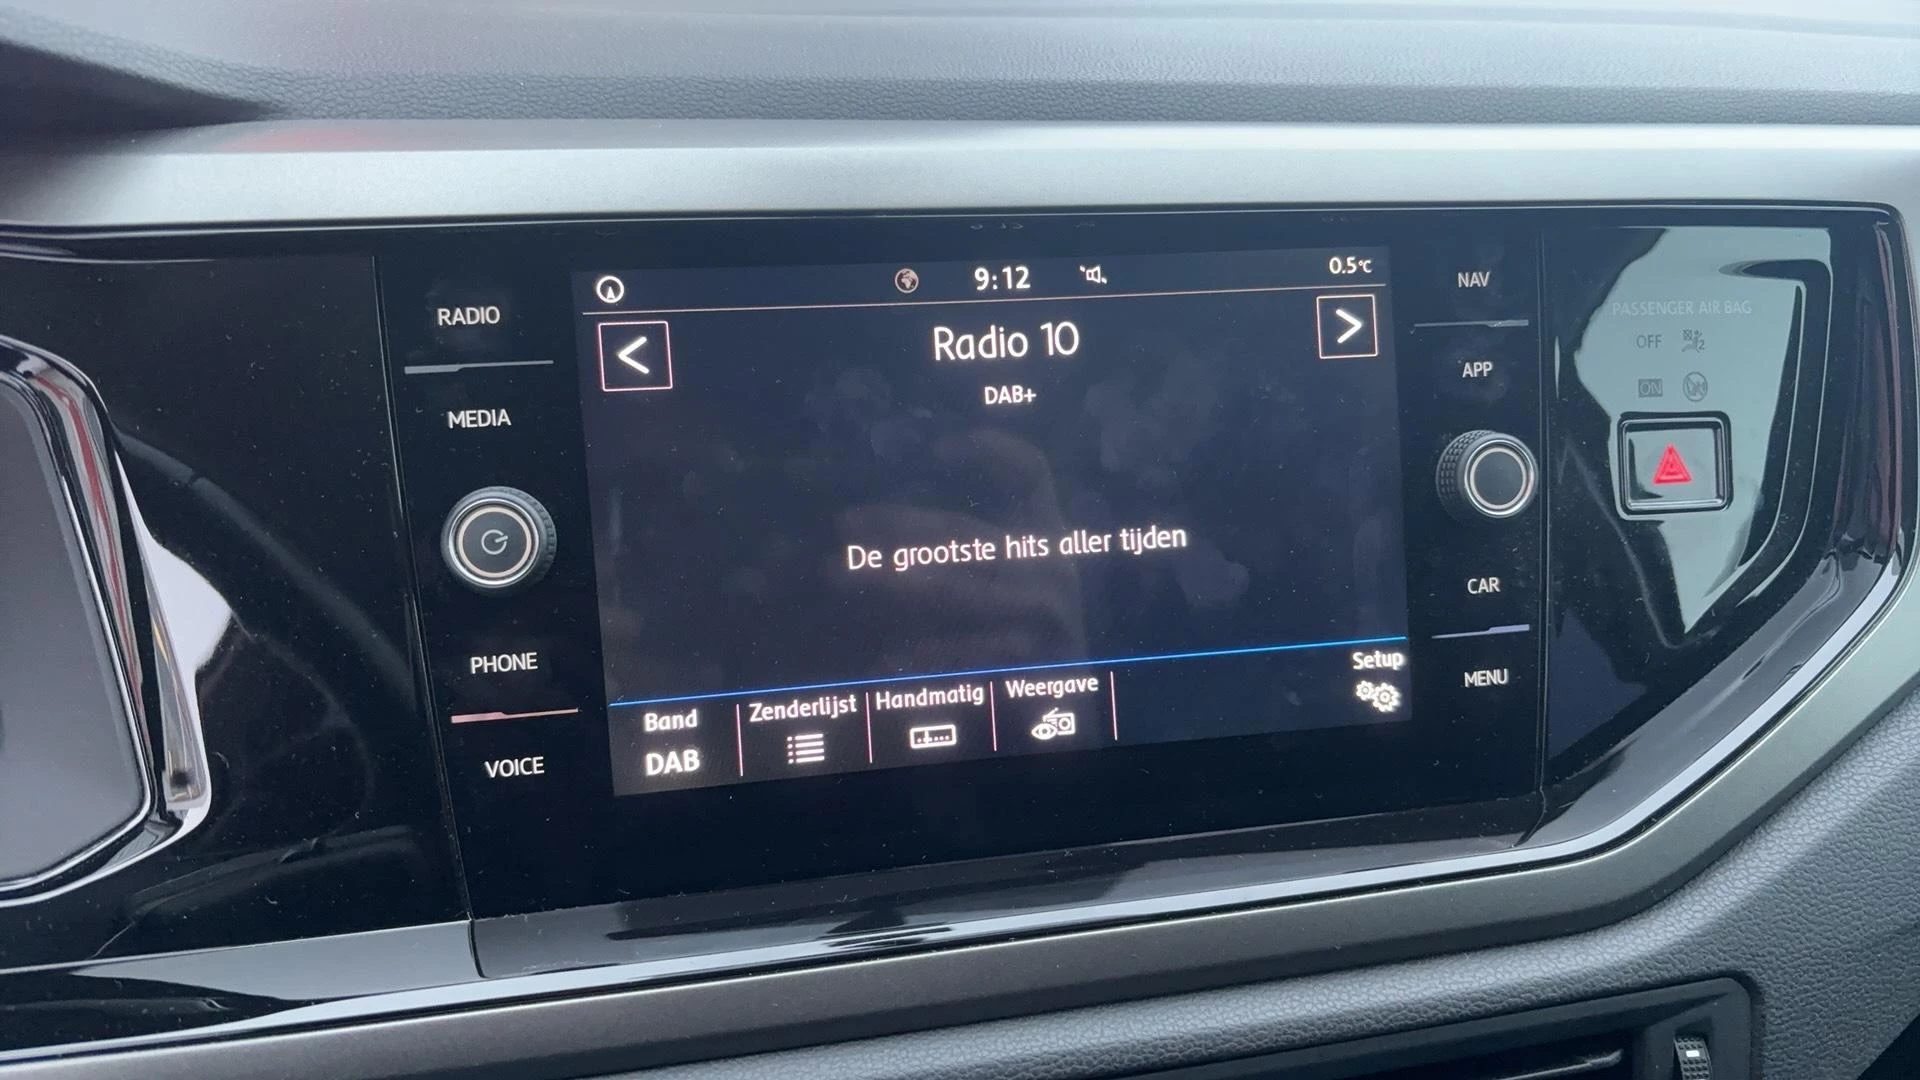 9:12
0.5°C
RADIO
MEDIA
PHONE
VOICE
Radio 10
DAB+
De grootste hits aller tijden
Band
DAB
Zenderlijst
Handmatig
Weergave
Setup
NAV
APP
CAR
MENU
PASSENGER AIR BAG
OFF
ON